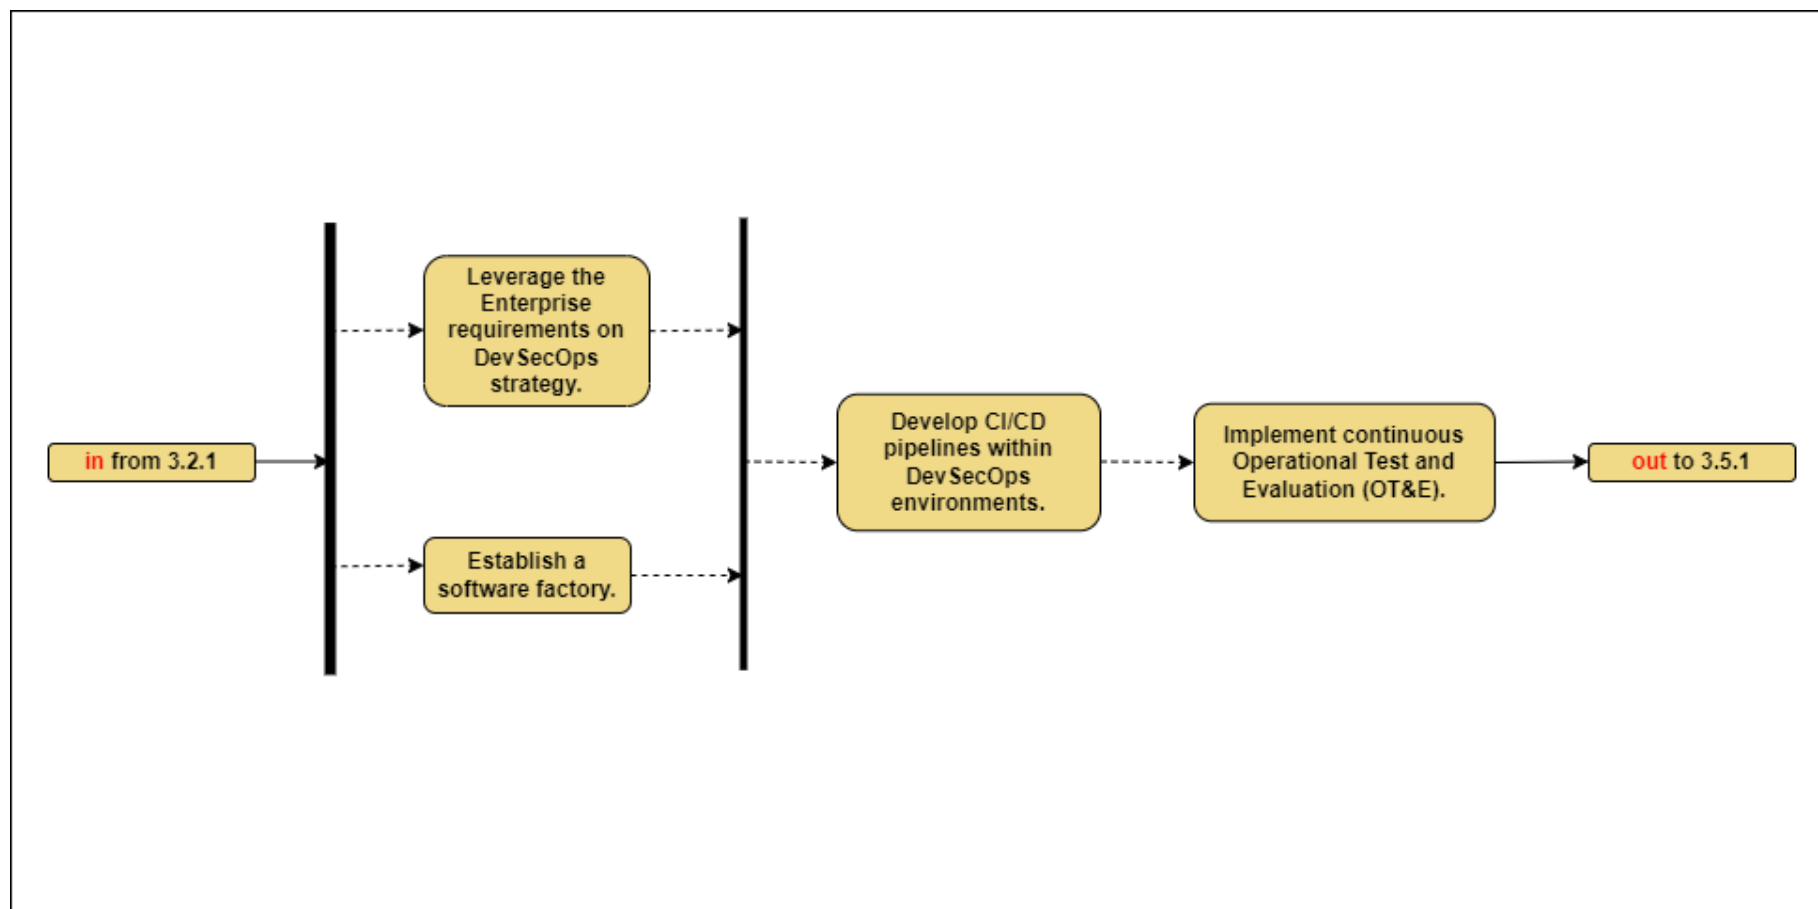 in from 3.2.1
Leverage the
Enterprise
requirements on
DevSecOps
strategy.
Establish a
software factory.
Develop CI/CD
pipelines within
DevSecOps
environments.
Implement continuous
Operational Test and
Evaluation (OT&E).
out to 3.5.1